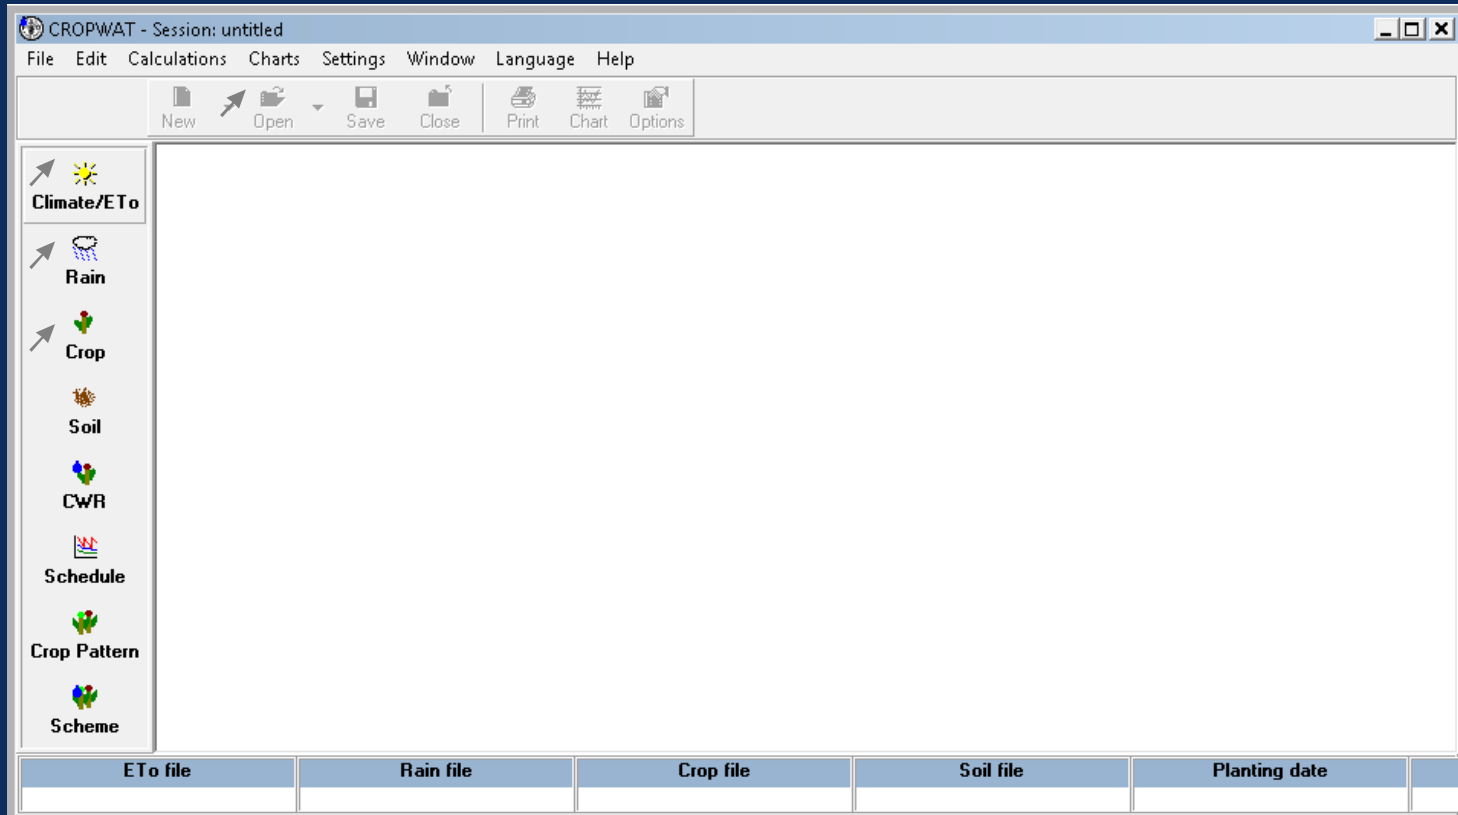 CROPWAT - Session: untitled
File Edit Calculations Charts Settings Window Language Help
New Open Save Close Print Chart Options
Climate/ETo
Rain
Crop
Soil
CWR
Schedule
Crop Pattern
Scheme
ETo file Rain file Crop file Soil file Planting date